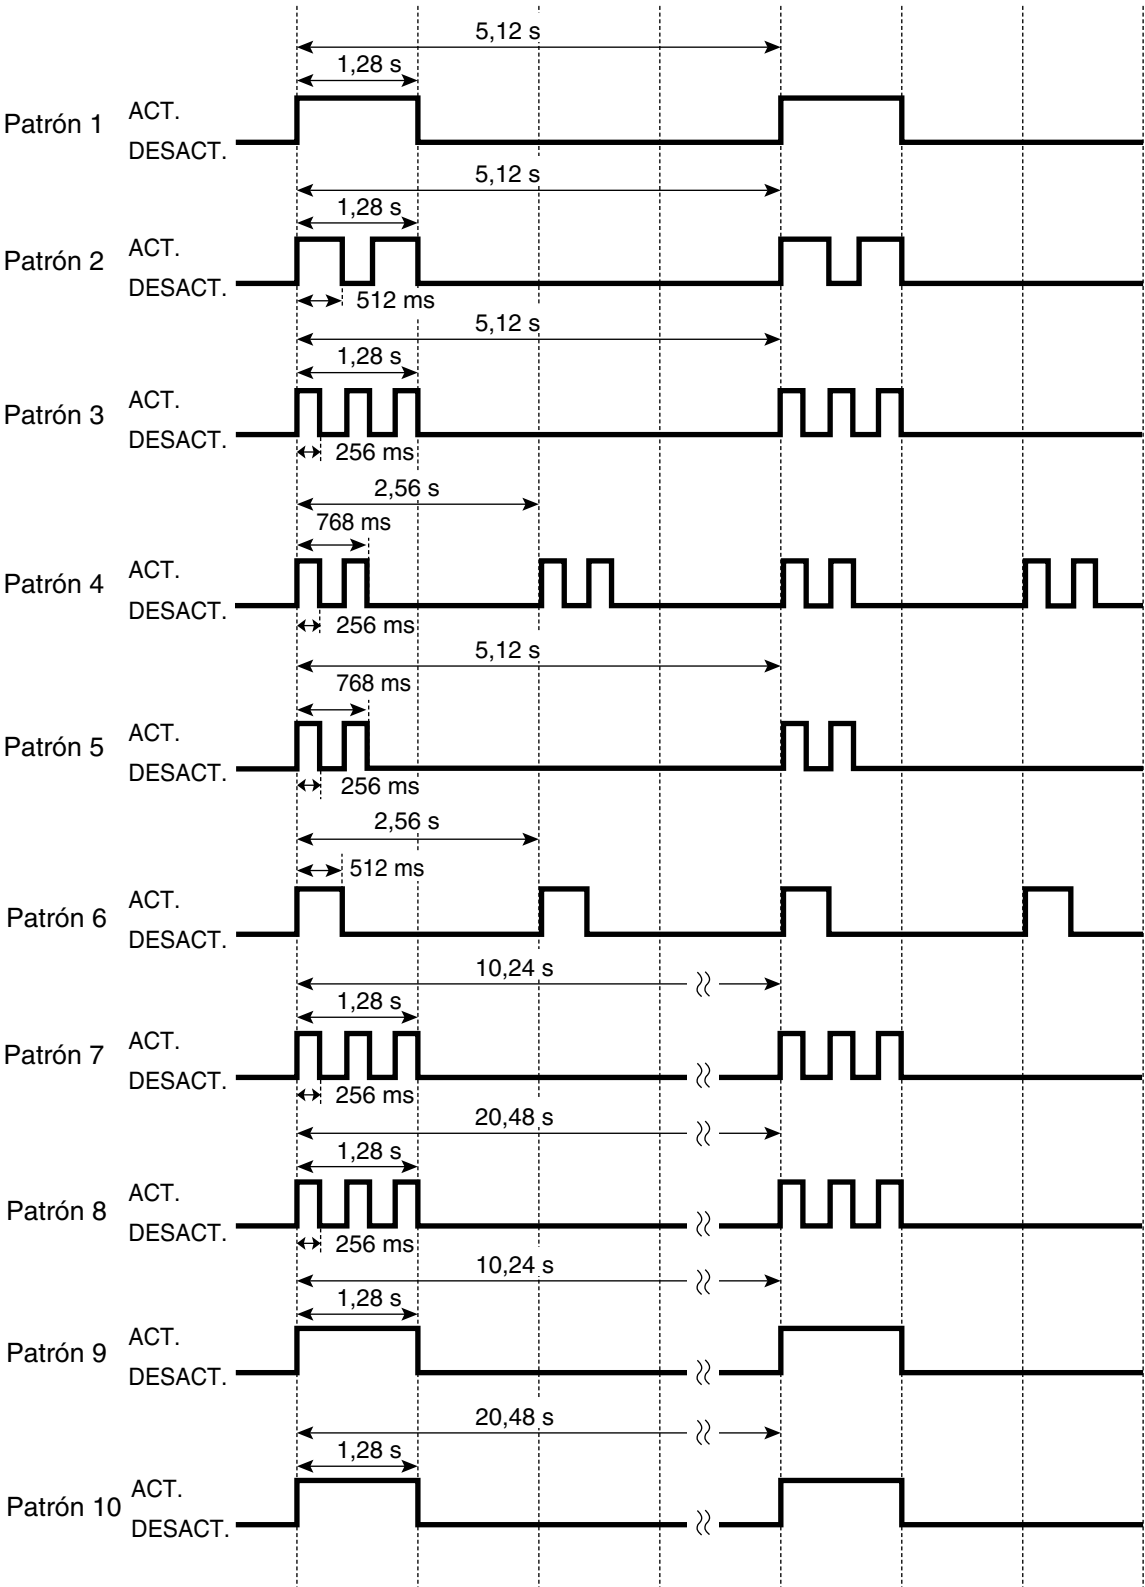 5,12 s
1,28 s
Patrón 1
ACT.
DESACT.
5,12 s
1,28 s
Patrón 2
ACT.
DESACT.
512 ms
5,12 s
1,28 s
Patrón 3
ACT.
DESACT.
256 ms
2,56 s
768 ms
Patrón 4
ACT.
DESACT.
256 ms
5,12 s
768 ms
Patrón 5
ACT.
DESACT.
256 ms
2,56 s
512 ms
Patrón 6
ACT.
DESACT.
10,24 s
1,28 s
Patrón 7
ACT.
DESACT.
256 ms
20,48 s
1,28 s
Patrón 8
ACT.
DESACT.
256 ms
10,24 s
1,28 s
Patrón 9
ACT.
DESACT.
20,48 s
1,28 s
Patrón 10
ACT.
DESACT.